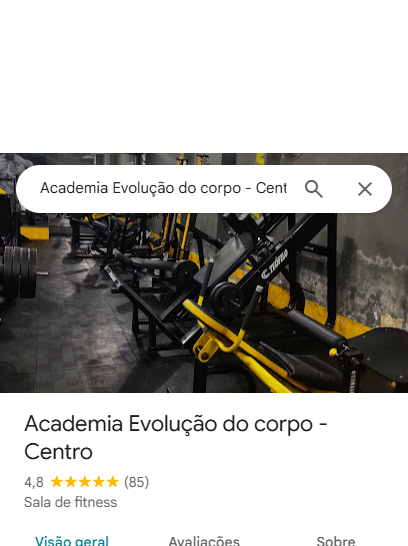 Academia Evolução do corpo - Cent
TEÓFILO
Academia Evolução do corpo -
Centro
4,8 (85)
Sala de fitness
Visão geral Avaliações Sobre